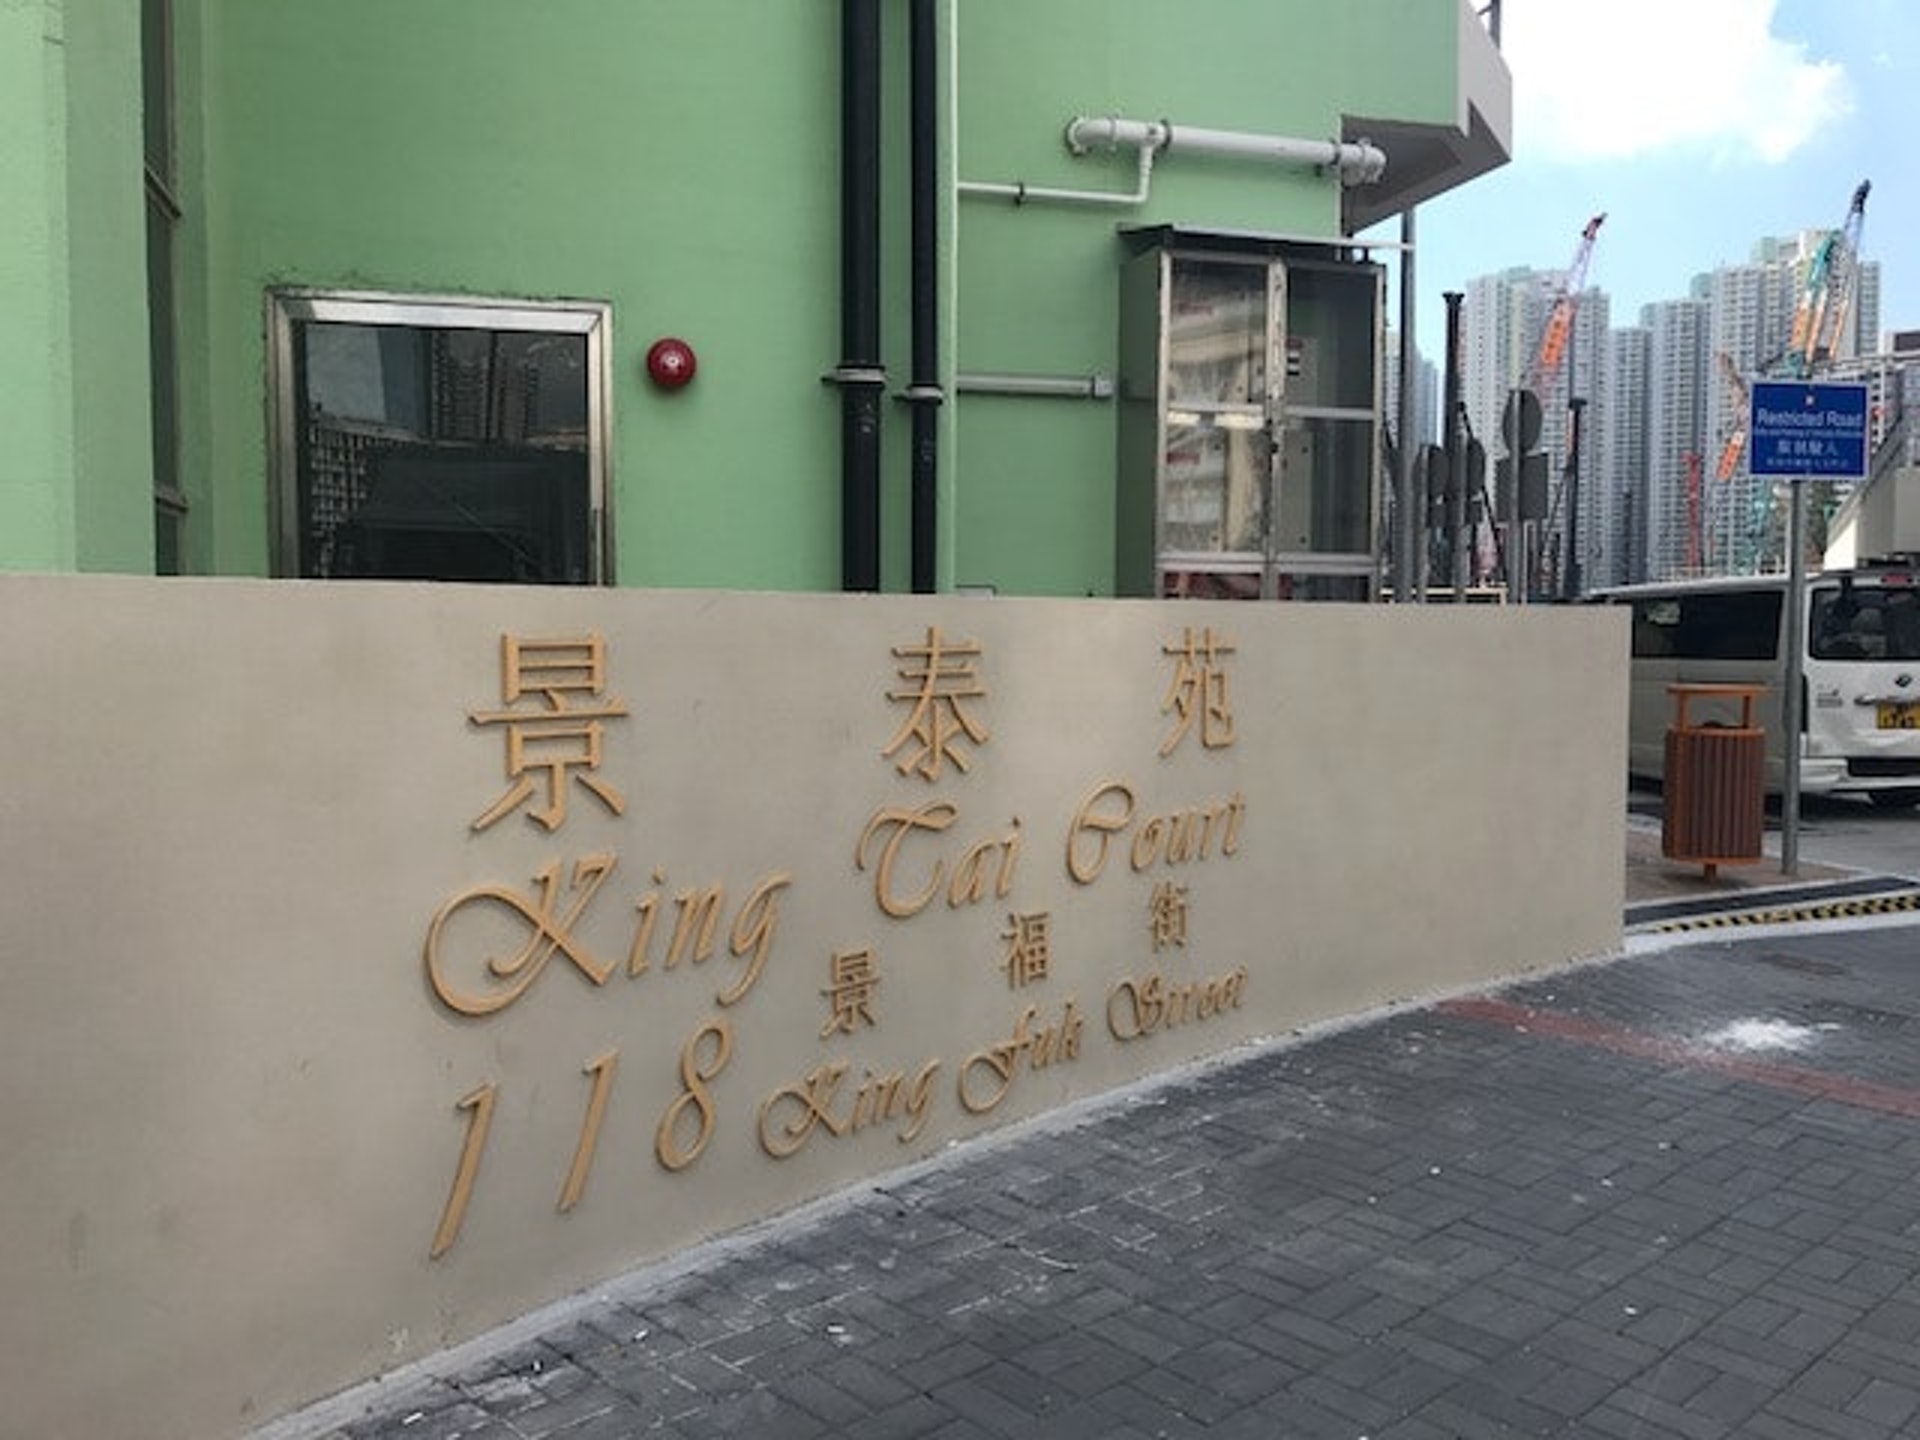 景泰苑
King Tai Court
景福街
118 King Fuk Street
Restricted Road